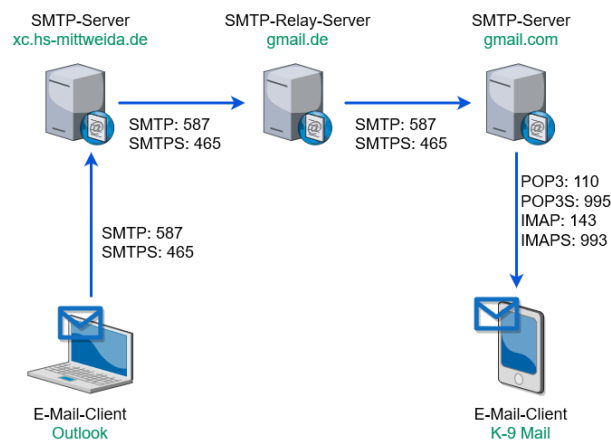 SMTP-Server
xc.hs-mittweida.de
SMTP-Relay-Server
gmail.de
SMTP-Server
gmail.com
@
@
@
SMTP: 587
SMTPS: 465
SMTP: 587
SMTPS: 465
POP3: 110
POP3S: 995
IMAP: 143
IMAPS: 993
SMTP: 587
SMTPS: 465
E-Mail-Client
Outlook
E-Mail-Client
K-9 Mail